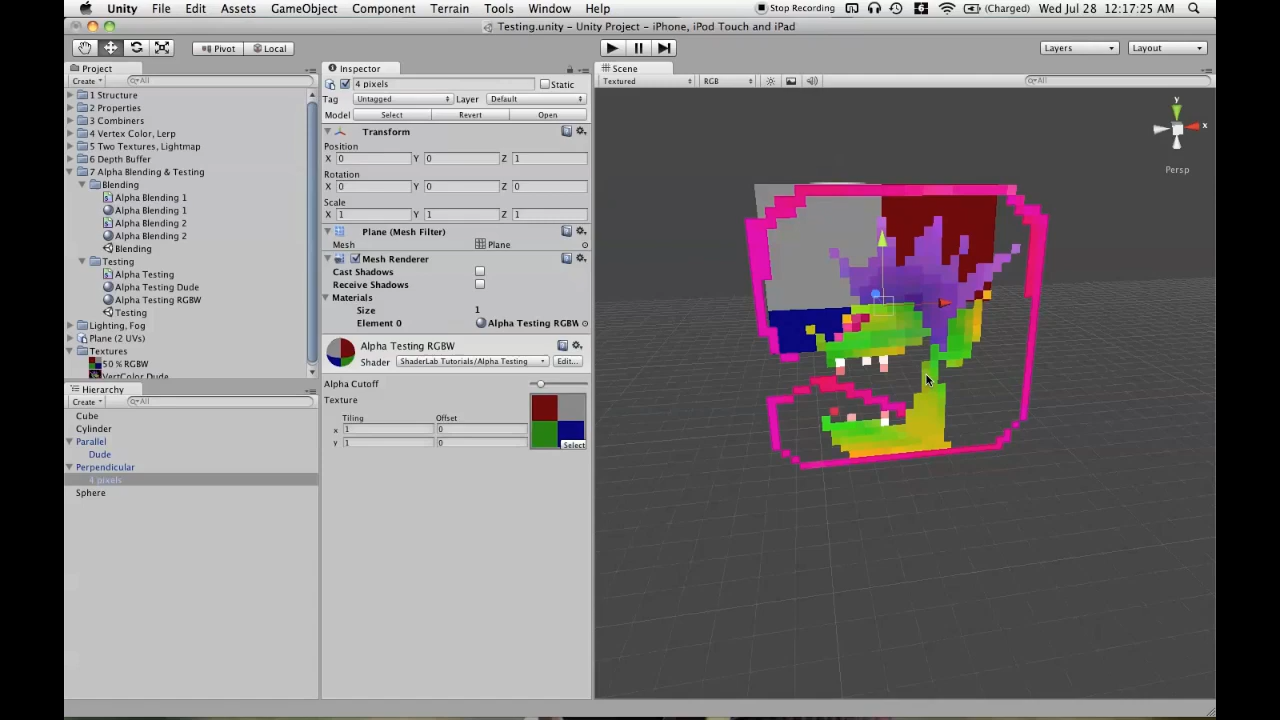 Unity File Edit Assets GameObject Component Terrain Tools Window Help Stop Recording (Charged) Wed Jul 28 12:17:25 AM
Testing.unity - Unity Project - iPhone, iPod Touch and iPad
Pivot Local Layers Layout
Project
Create All
1 Structure
2 Properties
3 Combiners
4 Vertex Color, Lerp
5 Two Textures, Lightmap
6 Depth Buffer
7 Alpha Blending & Testing
Blending
Alpha Blending 1
Alpha Blending 1
Alpha Blending 2
Alpha Blending 2
Blending
Testing
Alpha Testing
Alpha Testing Dude
Alpha Testing RGBW
Testing
Lighting, Fog
Plane (2 UVs)
Textures
50 % RGBW
VertColor Dude
Hierarchy
Create All
Cube
Cylinder
Parallel
Dude
Perpendicular
4 pixels
Sphere
Inspector
4 pixels Static
Tag Untagged Layer Default
Model Select Revert Open
Transform
Position
X 0 Y 0 Z 1
Rotation
X 0 Y 0 Z 0
Scale
X 1 Y 1 Z 1
Plane (Mesh Filter)
Mesh Plane
Mesh Renderer
Cast Shadows
Receive Shadows
Materials
Size 1
Element 0 Alpha Testing RGBW
Alpha Testing RGBW
Shader ShaderLab Tutorials/Alpha Testing Edit...
Alpha Cutoff
Texture
Tiling Offset
x 1 0
y 1 0
Select
Scene
Textured RGB All
y
x
Persp